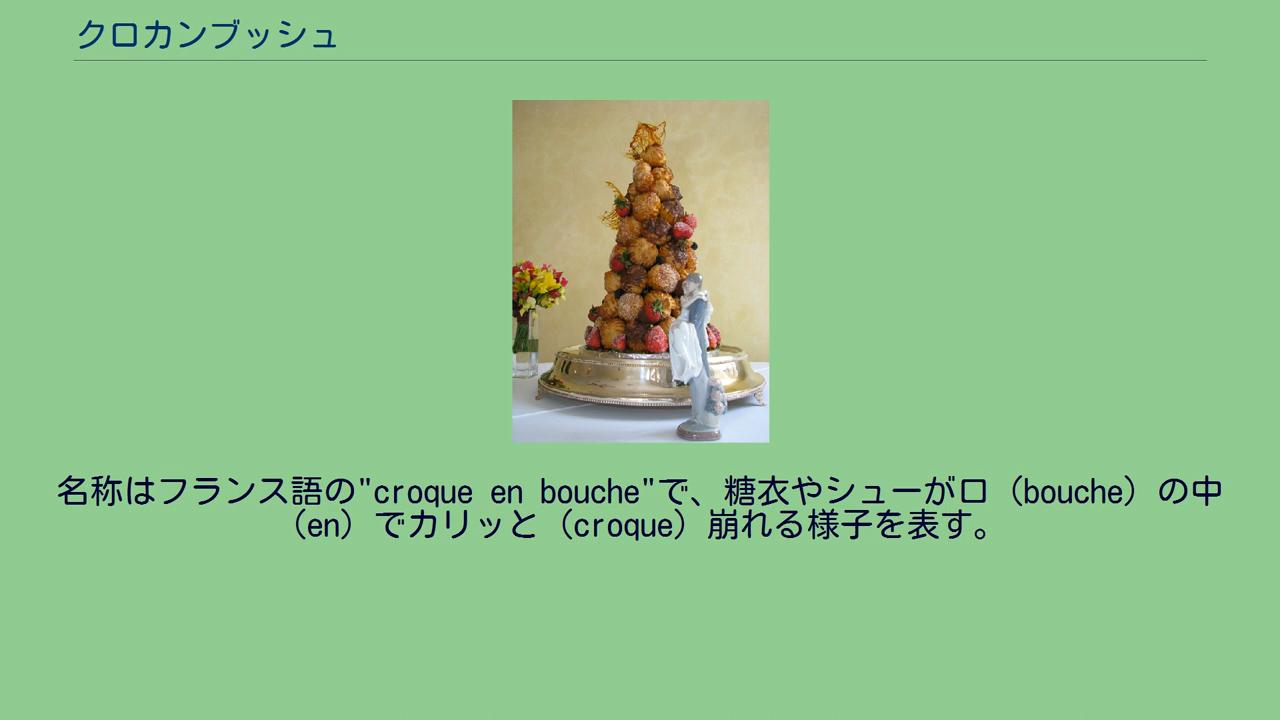 クロカンブッシュ
名称はフランス語の"croque en bouche"で、糖衣やシューが口（bouche）の中
（en）でカリッと（croque）崩れる様子を表す。